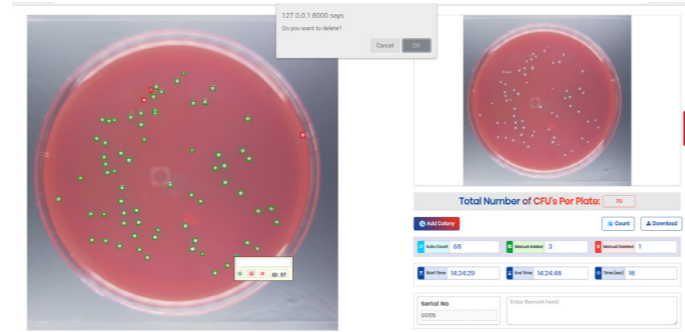 127.0.0.1:8000 says
Do you want to delete?
Cancel
OK
Total Number of CFU's Per Plate: 70
Add Colony
Count
Download
Auto Count 68
Manual Added 3
Manual Deleted 1
Start Time 14:24:29
End Time 14:24:46
Time(sec) 16
Serial No
0055
Enter Remark here!
ID: 57